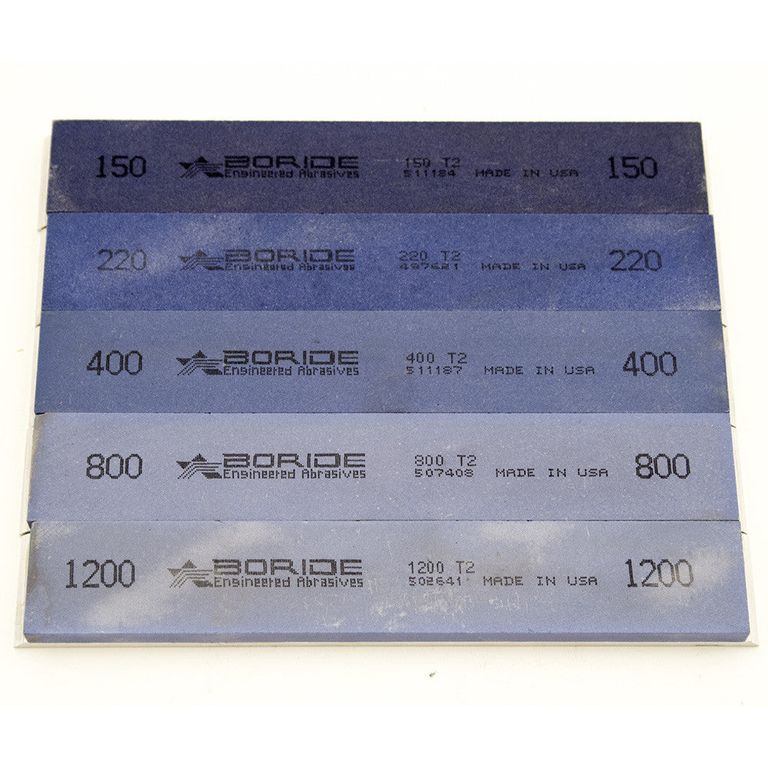 150 BORIDE 150 T2 150
Engineered Abrasives 511184 MADE IN USA
220 BORIDE 220 T2 220
Engineered Abrasives 497621 MADE IN USA
400 BORIDE 400 T2 400
Engineered Abrasives 511187 MADE IN USA
800 BORIDE 800 T2 800
Engineered Abrasives 507408 MADE IN USA
1200 BORIDE 1200 T2 1200
Engineered Abrasives 502641 MADE IN USA